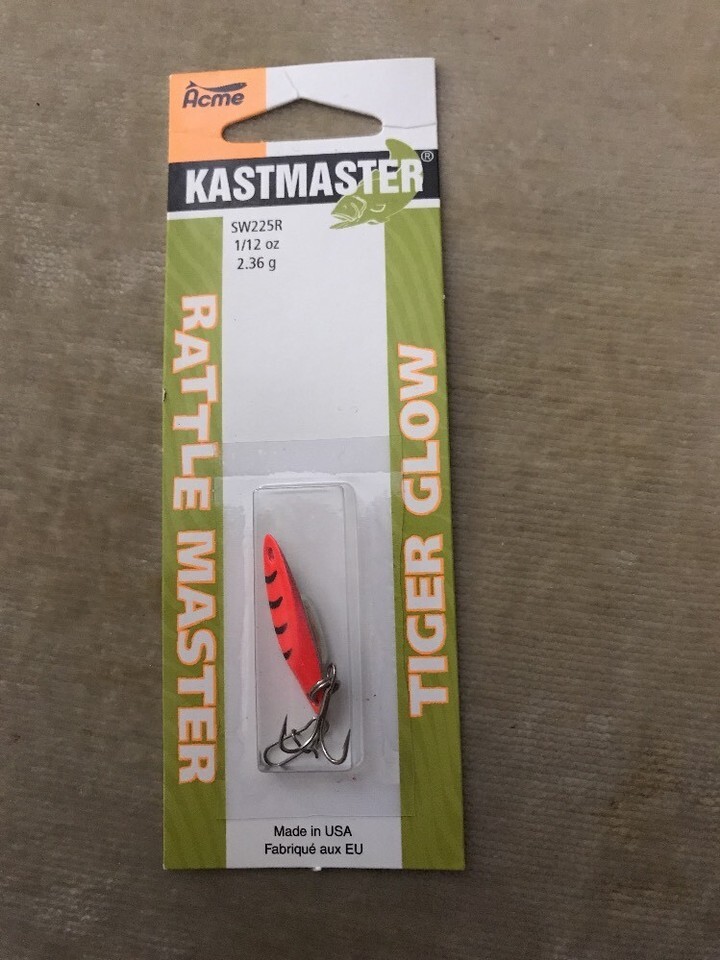 Acme
KASTMASTER®
SW225R
1/12 oz
2.36 g
RATTLE MASTER
TIGER GLOW
Made in USA
Fabriqué aux EU